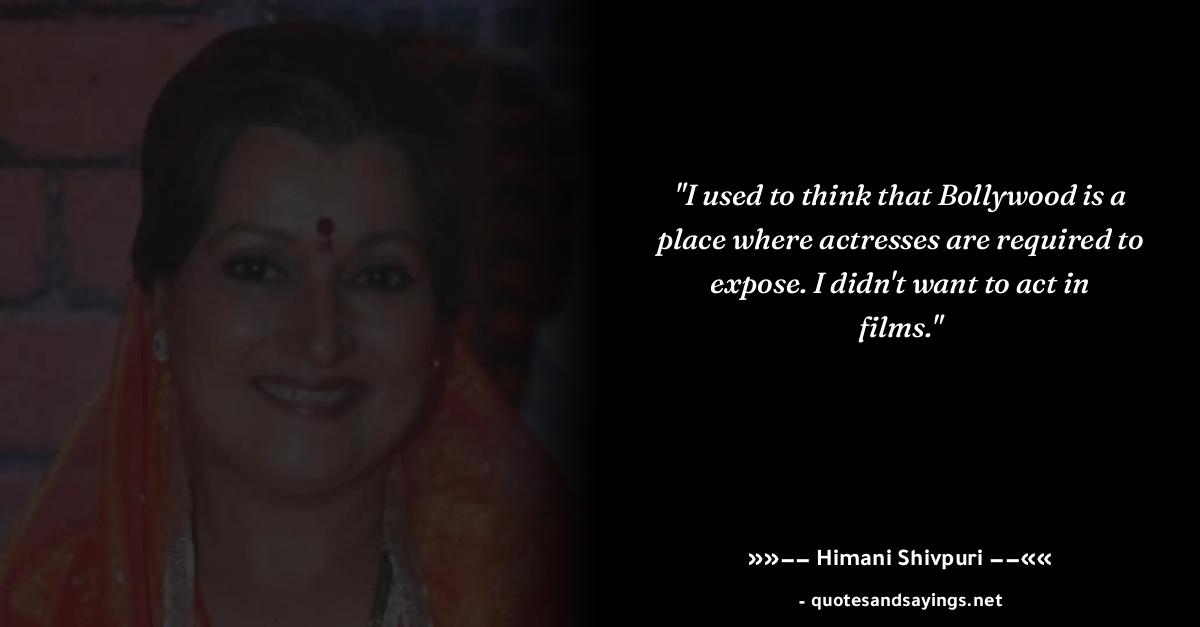 "I used to think that Bollywood is a
place where actresses are required to
expose. I didn't want to act in
films."
»»–– Himani Shivpuri ––««
- quotesandsayings.net